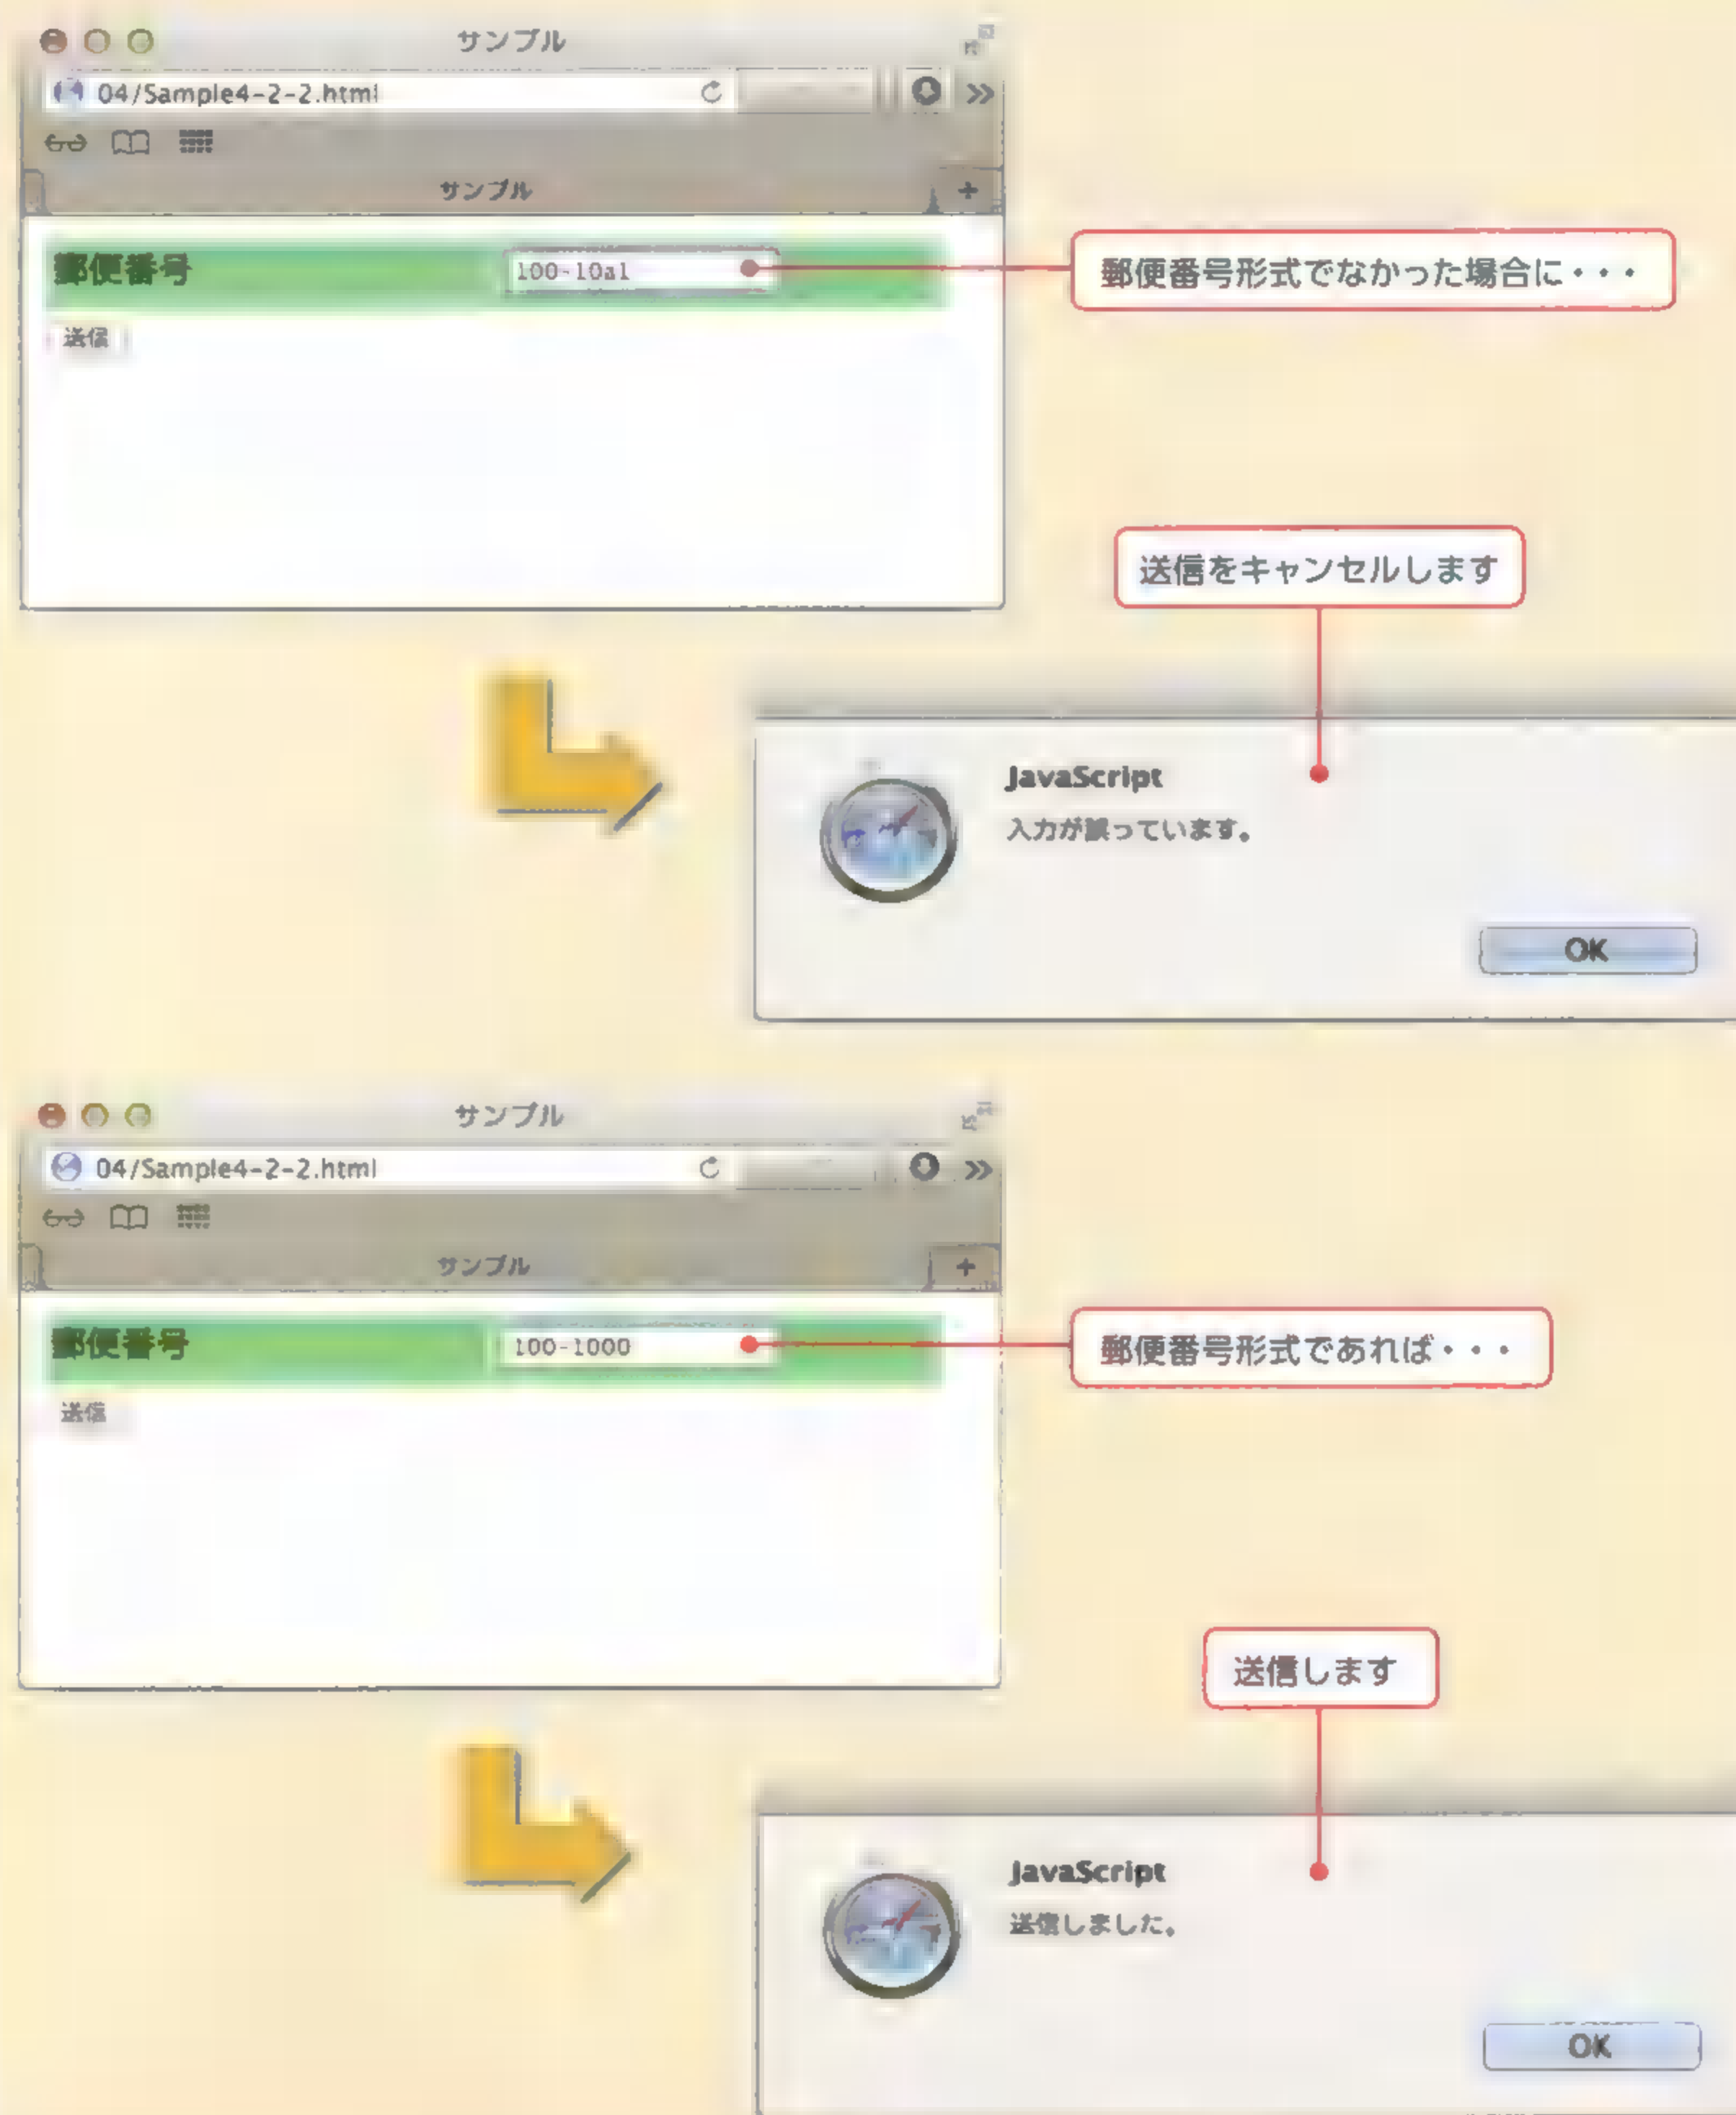 サンプル
04/Sample4-2-2.html
サンプル
郵便番号
100-10a1
郵便番号形式でなかった場合に・・・
送信
送信をキャンセルします
JavaScript
入力が誤っています。
OK
サンプル
04/Sample4-2-2.html
サンプル
郵便番号
100-1000
郵便番号形式であれば・・・
送信
送信します
JavaScript
送信しました。
OK